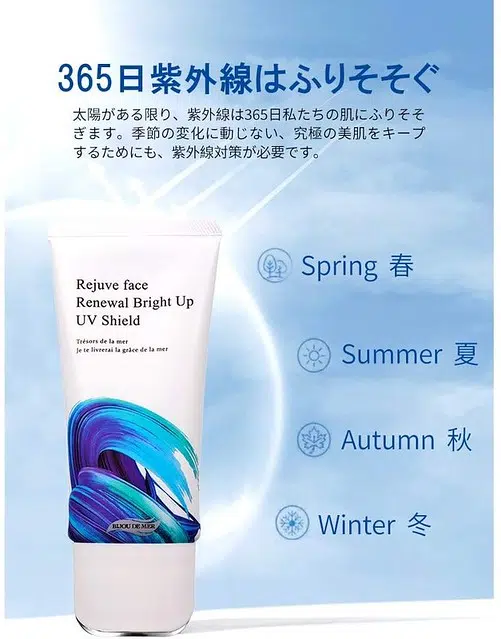 365日紫外線はふりそそぐ
太陽がある限り、紫外線は365日私たちの肌にふりそそ
ぎます。季節の変化に動じない、究極の美肌をキープ
するためにも、紫外線対策が必要です。
Spring 春
Summer 夏
Autumn 秋
Winter 冬
Rejuve face
Renewal Bright Up
UV Shield
Trésors de la mer
Je te livrerai la grâce de la mer
BIJOU DE MER